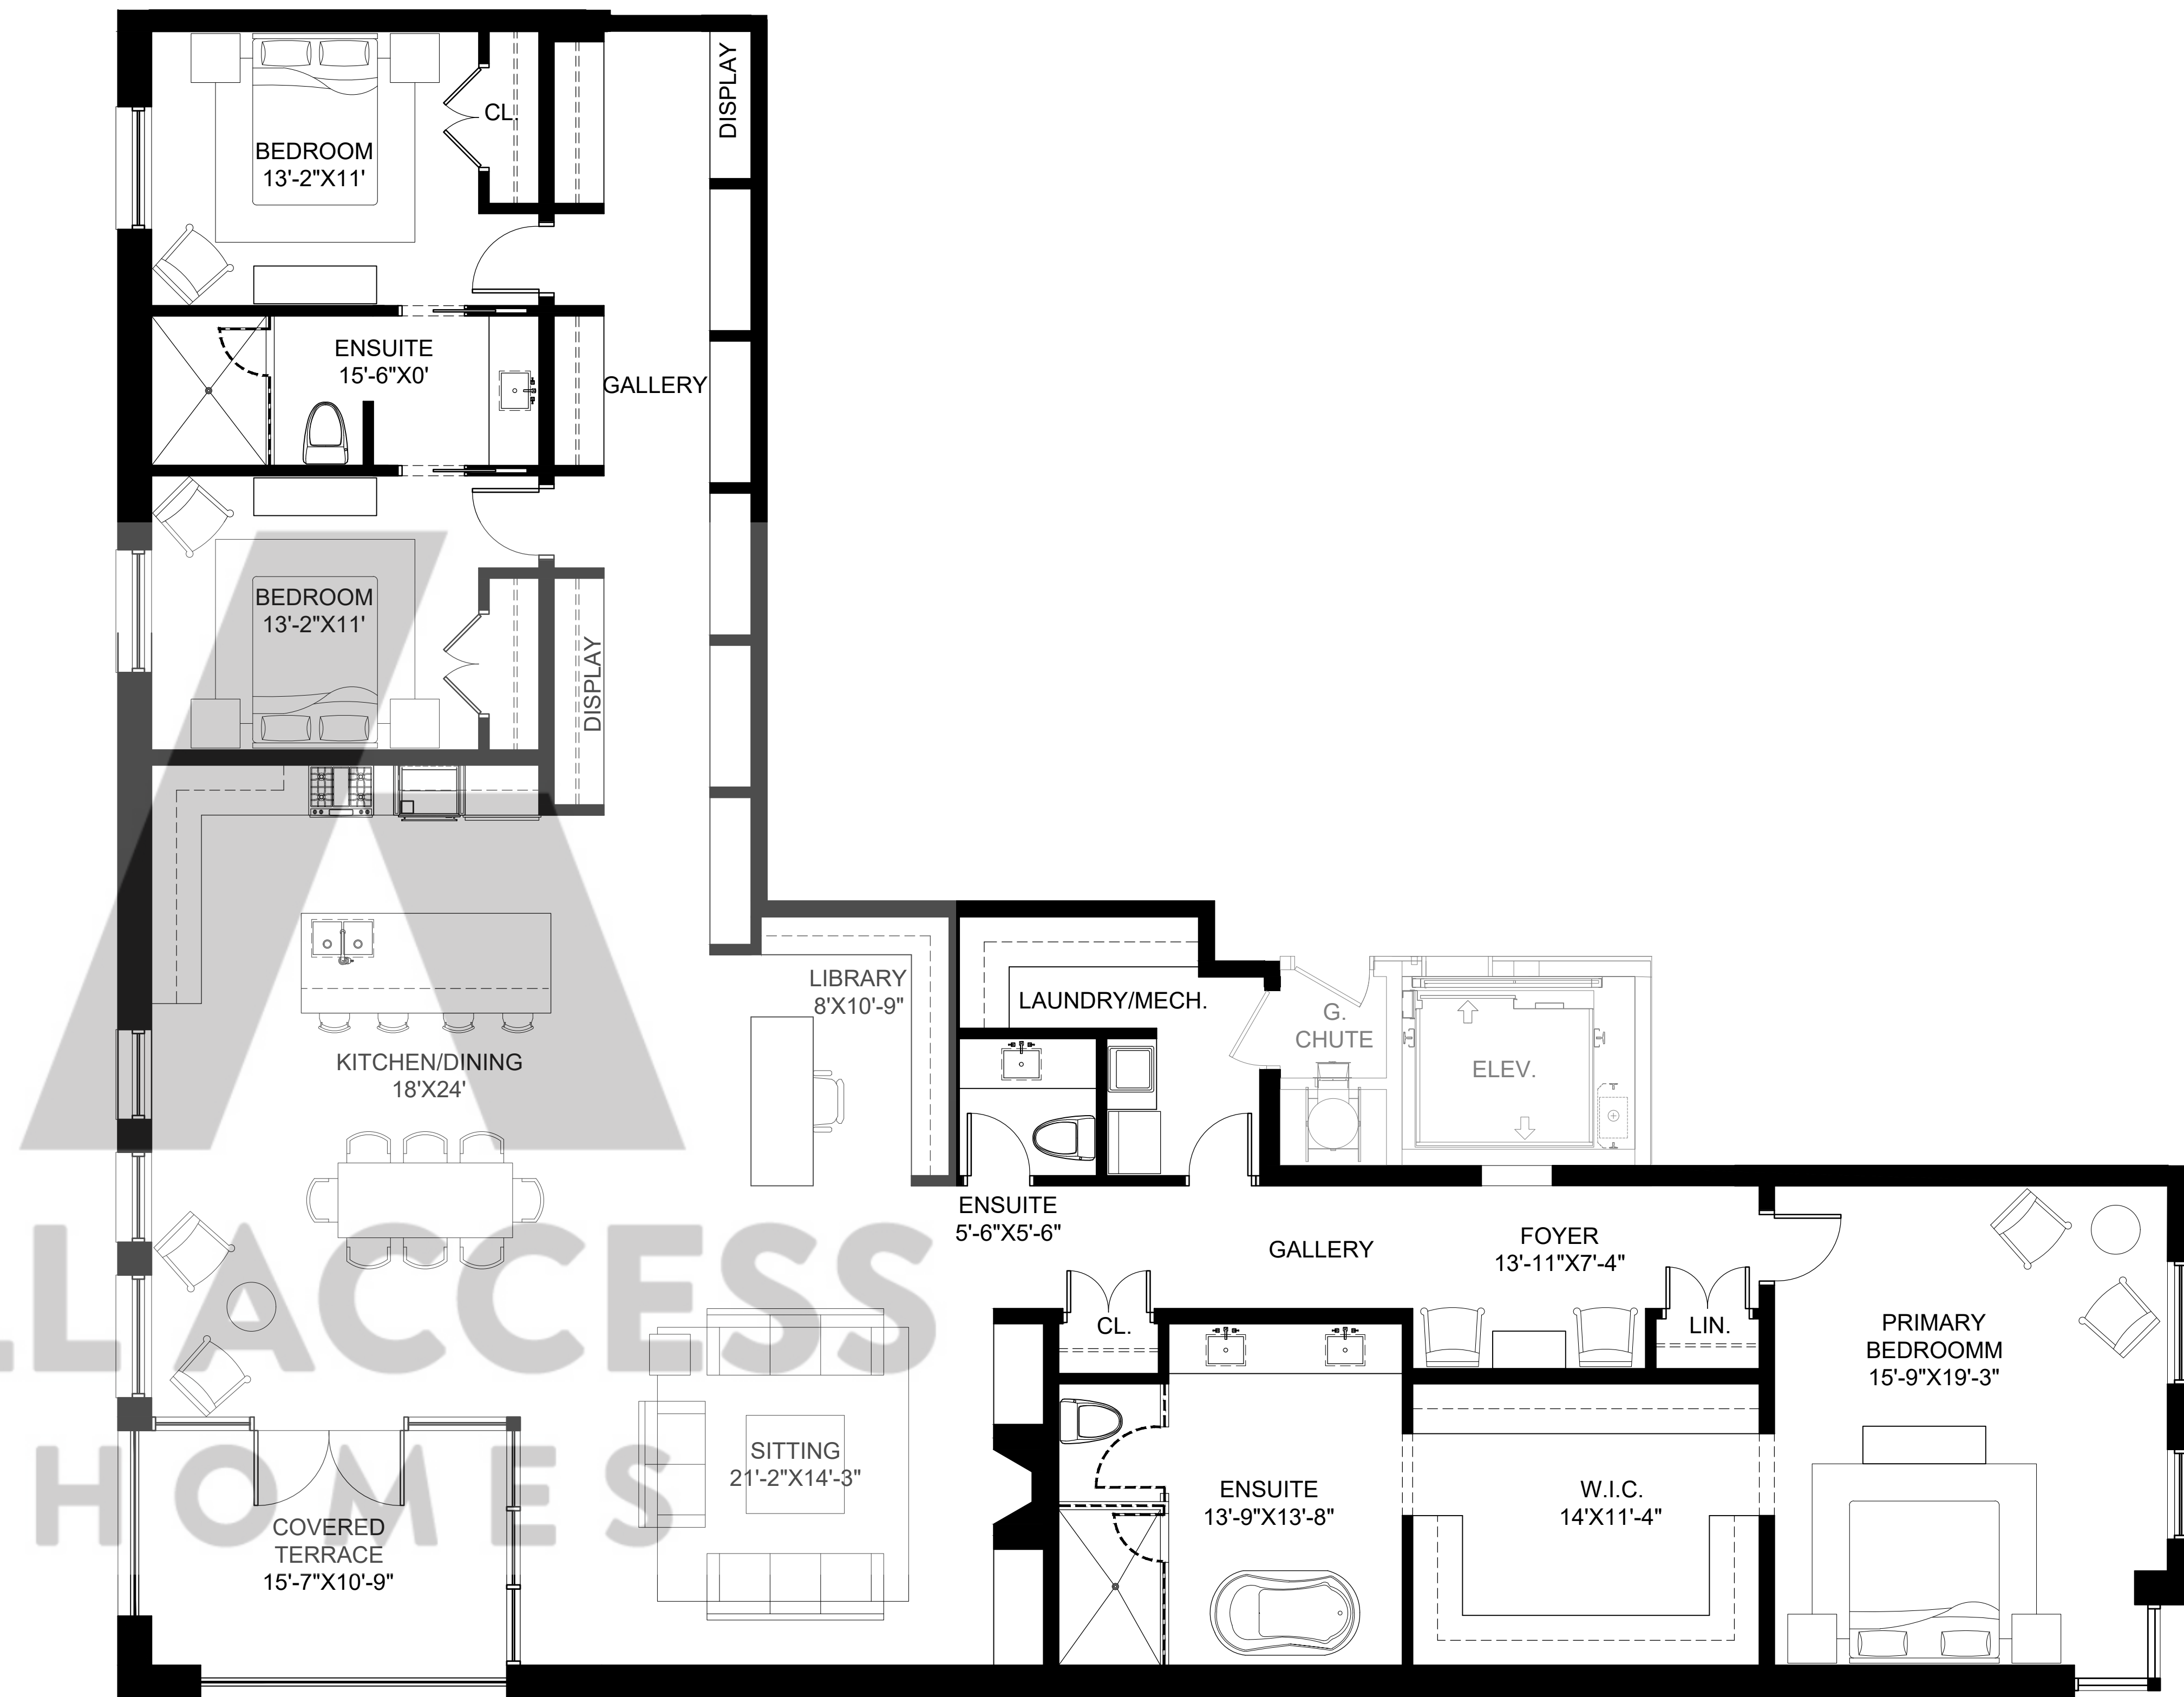 DISPLAY
CL.
BEDROOM
13'-2"X11'
ENSUITE
15'-6"X0'
GALLERY
BEDROOM
13'-2"X11'
DISPLAY
LIBRARY
8'X10'-9"
LAUNDRY/MECH.
G.
CHUTE
ELEV.
KITCHEN/DINING
18'X24'
ENSUITE
5'-6"X5'-6"
GALLERY
FOYER
13'-11"X7'-4"
CL.
LIN.
PRIMARY
BEDROOMM
15'-9"X19'-3"
SITTING
21'-2"X14'-3"
ENSUITE
13'-9"X13'-8"
W.I.C.
14'X11'-4"
COVERED
TERRACE
15'-7"X10'-9"
LL ACCESS
HOMES